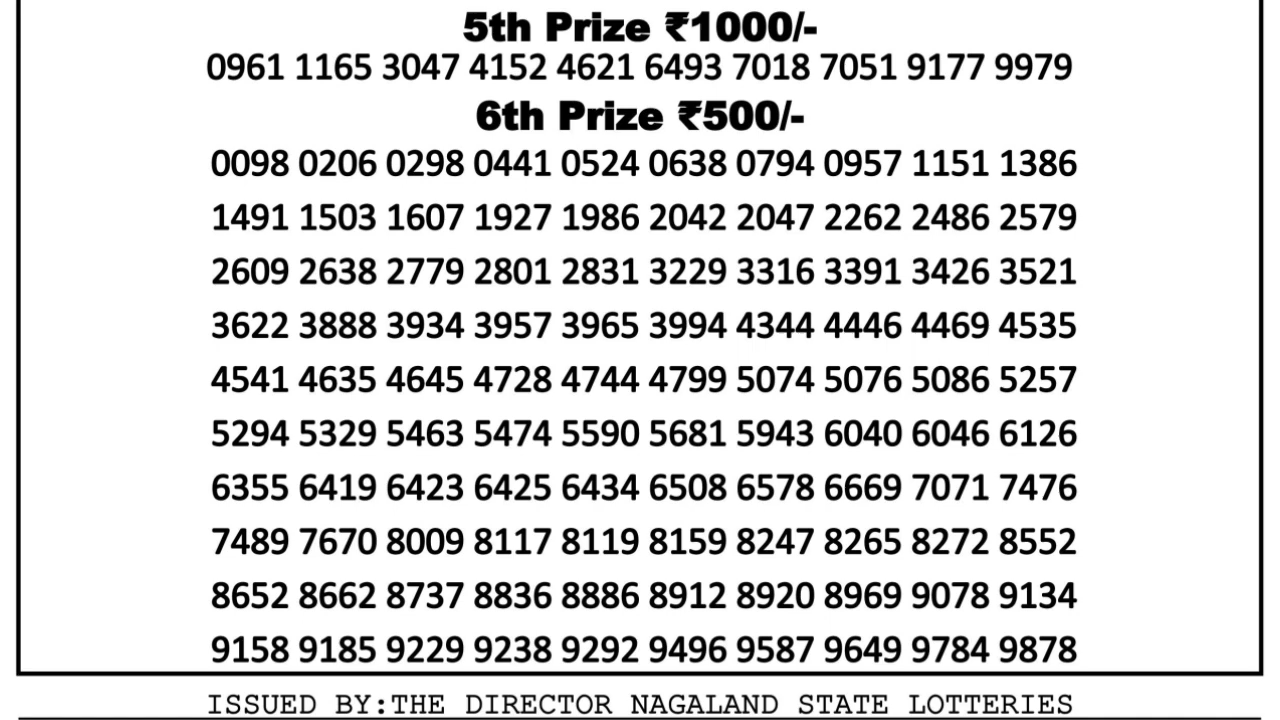 5th Prize ₹1000/-
0961 1165 3047 4152 4621 6493 7018 7051 9177 9979
6th Prize ₹500/-
0098 0206 0298 0441 0524 0638 0794 0957 1151 1386
1491 1503 1607 1927 1986 2042 2047 2262 2486 2579
2609 2638 2779 2801 2831 3229 3316 3391 3426 3521
3622 3888 3934 3957 3965 3994 4344 4446 4469 4535
4541 4635 4645 4728 4744 4799 5074 5076 5086 5257
5294 5329 5463 5474 5590 5681 5943 6040 6046 6126
6355 6419 6423 6425 6434 6508 6578 6669 7071 7476
7489 7670 8009 8117 8119 8159 8247 8265 8272 8552
8652 8662 8737 8836 8886 8912 8920 8969 9078 9134
9158 9185 9229 9238 9292 9496 9587 9649 9784 9878
ISSUED BY:THE DIRECTOR NAGALAND STATE LOTTERIES